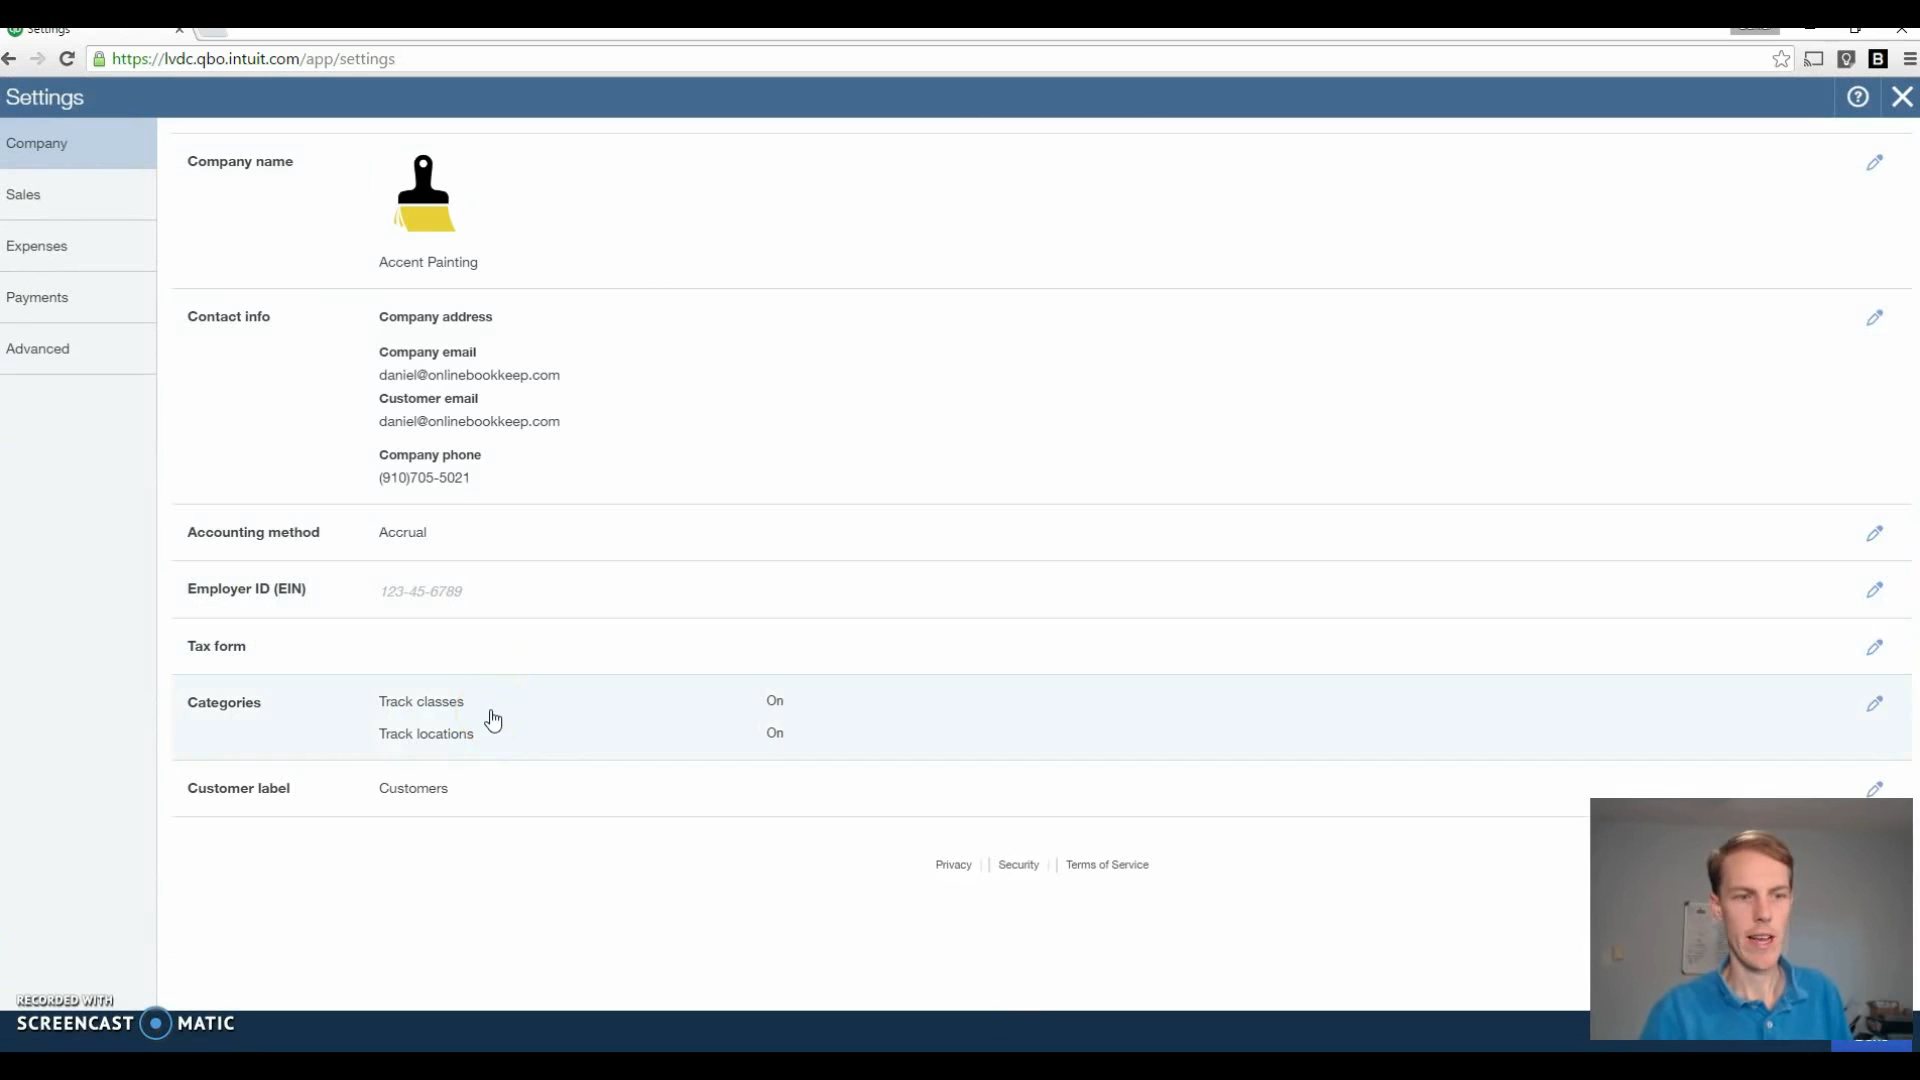 Settings
https://lvdc.qbo.intuit.com/app/settings
B
Settings
Company
Sales
Expenses
Payments
Advanced
Company name
Accent Painting
Contact info
Company address
Company email
daniel@onlinebookkeep.com
Customer email
daniel@onlinebookkeep.com
Company phone
(910)705-5021
Accounting method Accrual
Employer ID (EIN) 123-45-6789
Tax form
Categories Track classes On
Track locations On
Customer label Customers
Privacy Security Terms of Service
RECORDED WITH
SCREENCAST MATIC